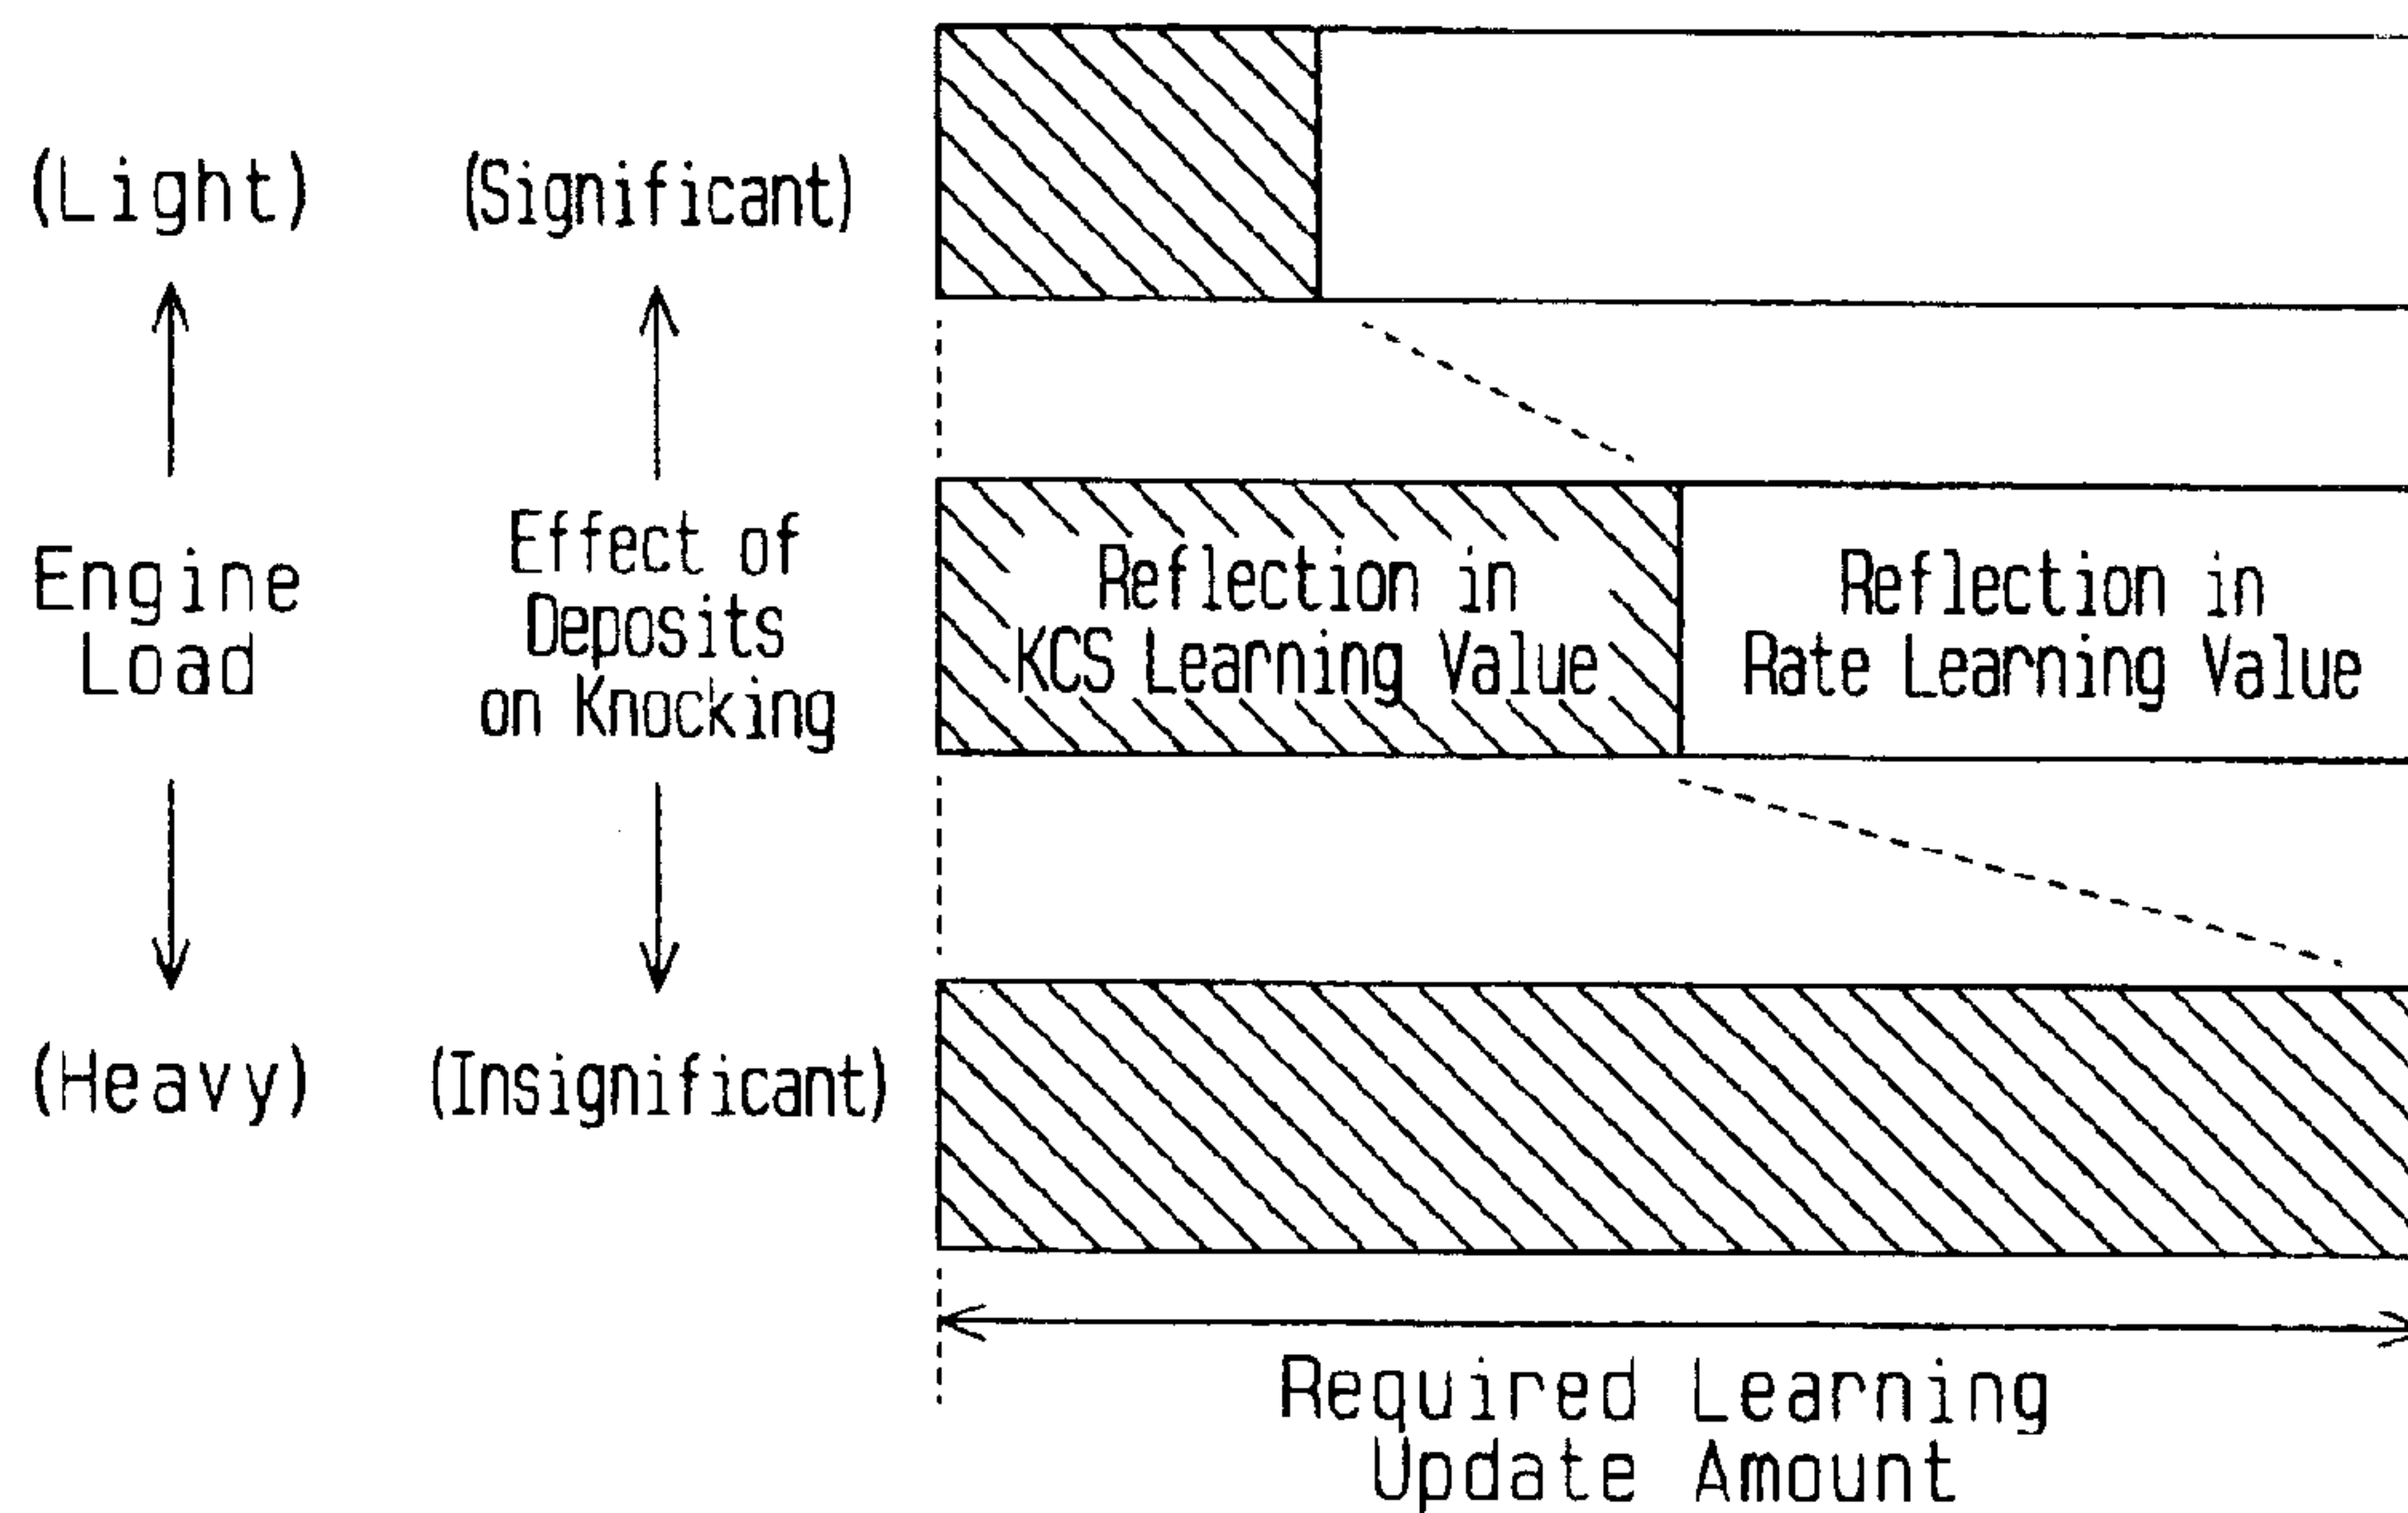 (Light)
(Significant)
Engine
Load
Effect of
Deposits
on Knocking
Reflection in
KCS Learning Value
Reflection in
Rate Learning Value
(Heavy)
(Insignificant)
Required Learning
Update Amount